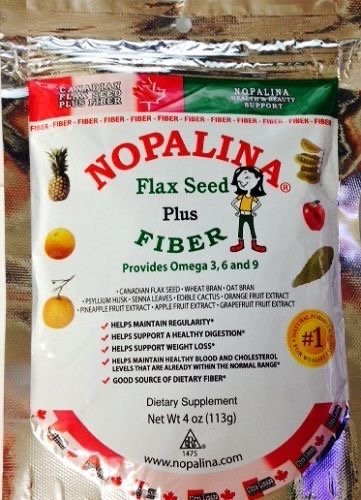 CANADIAN
FLAX SEED
PLUS FIBER
NOPALINA
HEALTH & BEAUTY
SUPPORT
FIBER - FIBER - FIBER - FIBER - FIBER - FIBER - FIBER - FIBER - FIBER - FIBER
NOPALINA®
Flax Seed
Plus
FIBER
Provides Omega 3, 6 and 9
• CANADIAN FLAX SEED • WHEAT BRAN • OAT BRAN
• PSYLLIUM HUSK • SENNA LEAVES • EDIBLE CACTUS • ORANGE FRUIT EXTRACT
• PINEAPPLE FRUIT EXTRACT • APPLE FRUIT EXTRACT • GRAPEFRUIT FRUIT EXTRACT
HELPS MAINTAIN REGULARITY*
HELPS SUPPORT A HEALTHY DIGESTION*
HELPS SUPPORT WEIGHT LOSS*
HELPS MAINTAIN HEALTHY BLOOD AND CHOLESTEROL
LEVELS THAT ARE ALREADY WITHIN THE NORMAL RANGE*
GOOD SOURCE OF DIETARY FIBER*
#1
Dietary Supplement
Net Wt 4 oz (113g)
1475
www.nopalina.com